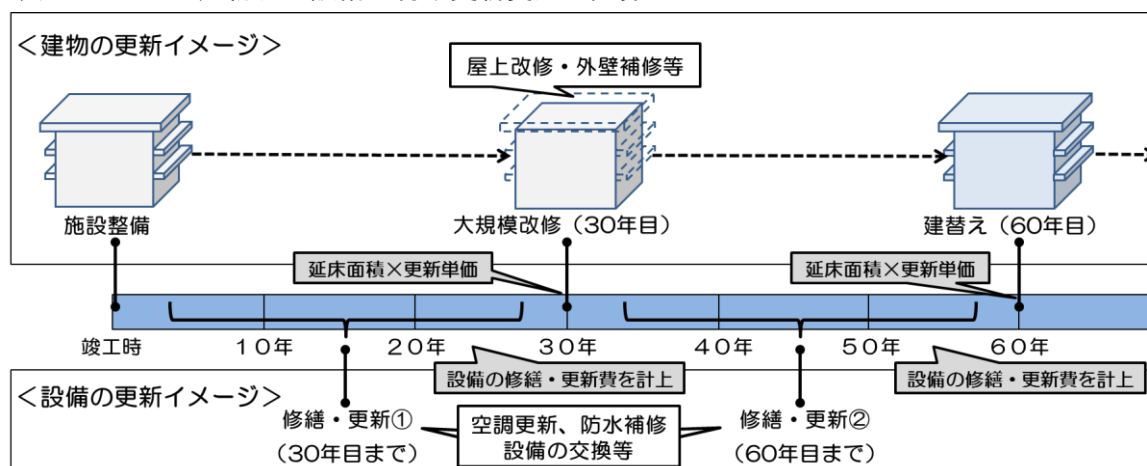 <建物の更新イメージ>
屋上改修・外壁補修等
施設整備
大規模改修（30年目）
建替え（60年目）
延床面積×更新単価
延床面積×更新単価
竣工時
10年
20年
30年
40年
50年
60年
設備の修繕・更新費を計上
設備の修繕・更新費を計上
<設備の更新イメージ>
修繕・更新①
（30年目まで）
空調更新、防水補修
設備の交換等
修繕・更新②
（60年目まで）